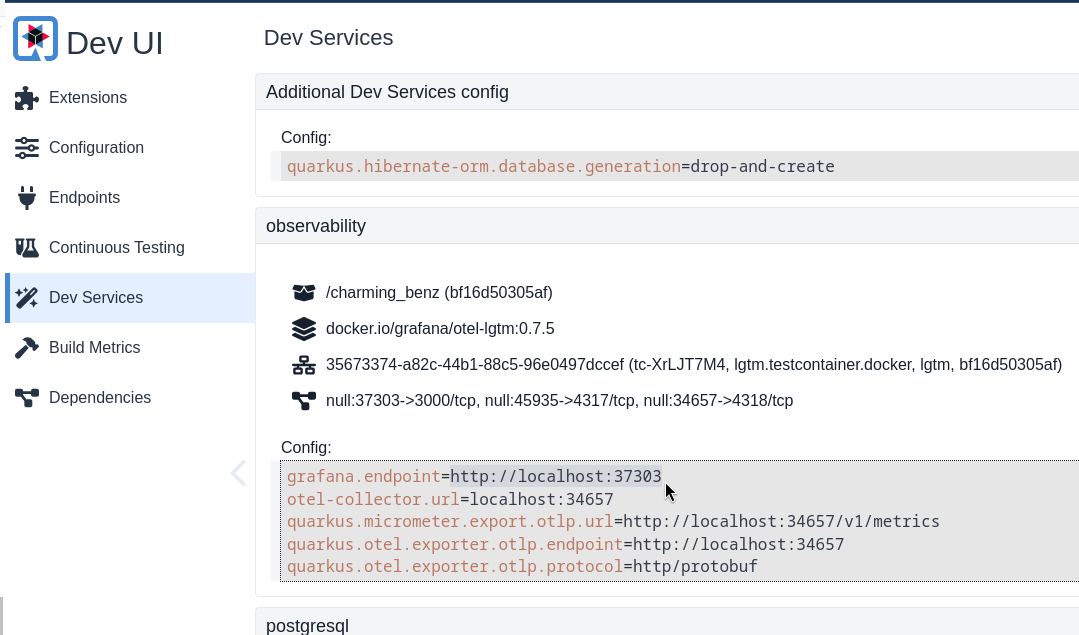 Dev UI
Extensions
Configuration
Endpoints
Continuous Testing
Dev Services
Build Metrics
Dependencies
Dev Services
Additional Dev Services config
Config:
quarkus.hibernate-orm.database.generation=drop-and-create
observability
/charming_benz (bf16d50305af)
docker.io/grafana/otel-lgtm:0.7.5
35673374-a82c-44b1-88c5-96e0497dccef (tc-XrLJT7M4, lgtm.testcontainer.docker, lgtm, bf16d50305af)
null:37303->3000/tcp, null:45935->4317/tcp, null:34657->4318/tcp
Config:
grafana.endpoint=http://localhost:37303
otel-collector.url=localhost:34657
quarkus.micrometer.export.otlp.url=http://localhost:34657/v1/metrics
quarkus.otel.exporter.otlp.endpoint=http://localhost:34657
quarkus.otel.exporter.otlp.protocol=http/protobuf
postgresql